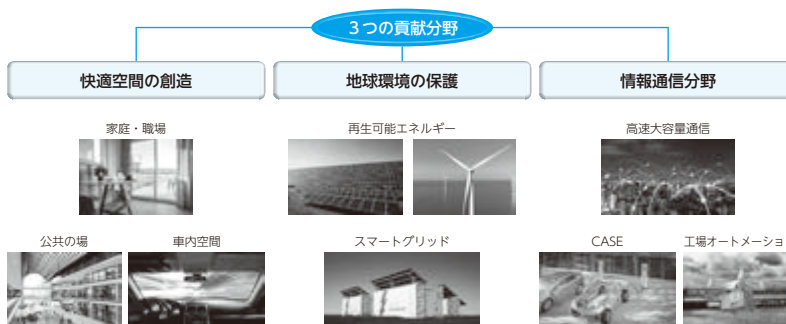 3つの貢献分野
快適空間の創造
地球環境の保護
情報通信分野
家庭・職場
再生可能エネルギー
高速大容量通信
公共の場
車内空間
スマートグリッド
CASE
工場オートメーショ